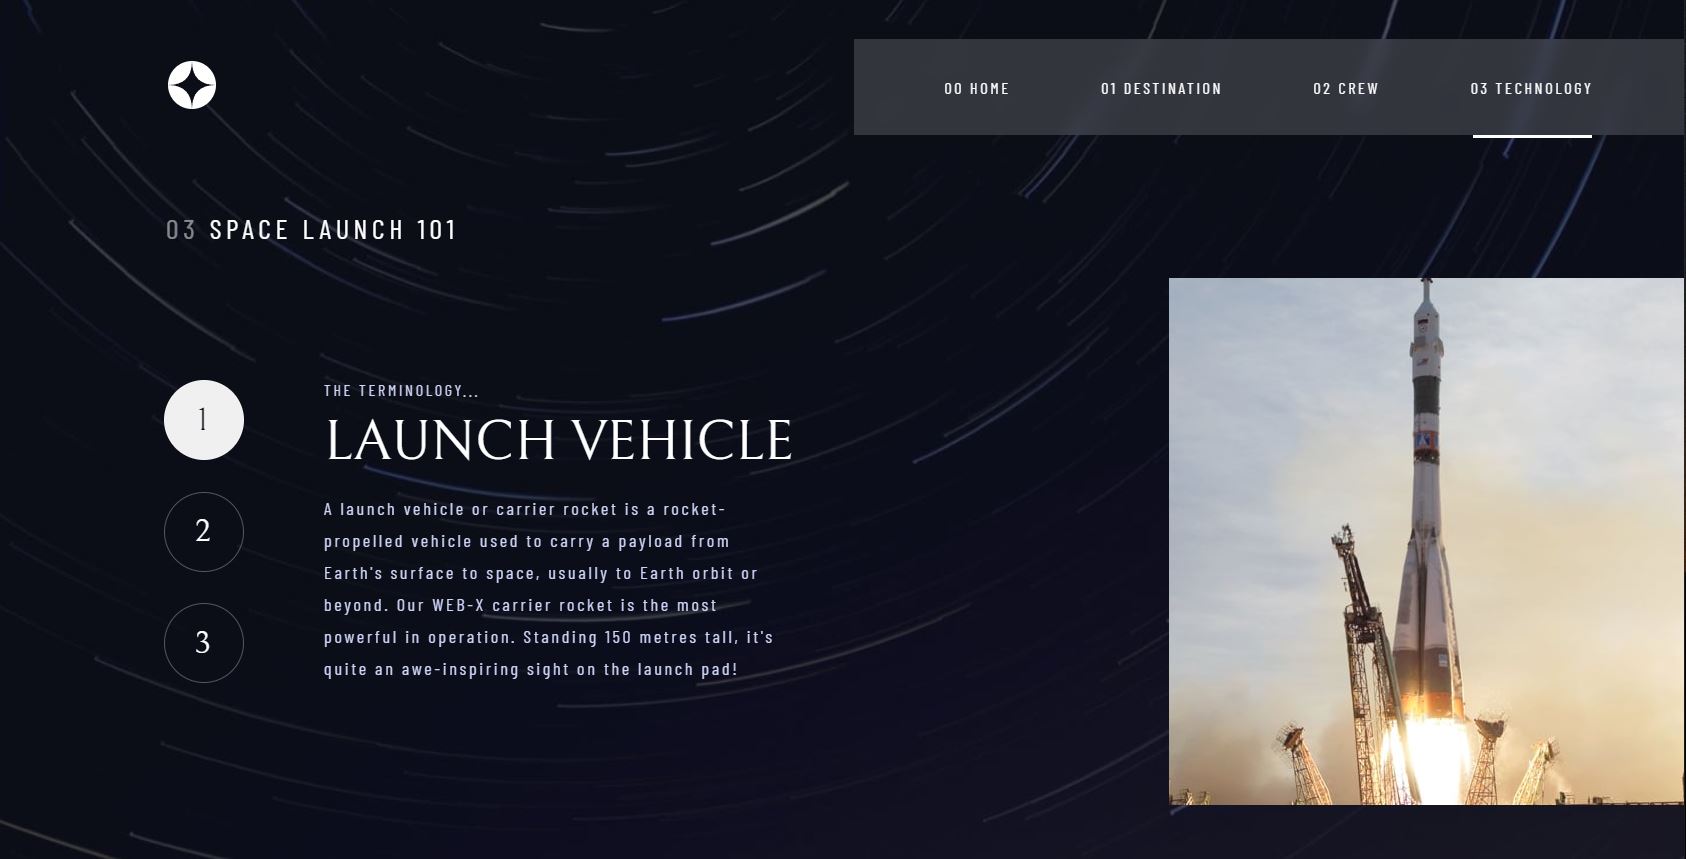 00 HOME
01 DESTINATION
02 CREW
03 TECHNOLOGY
03 SPACE LAUNCH 101
1
2
3
THE TERMINOLOGY...
LAUNCH VEHICLE
A launch vehicle or carrier rocket is a rocket-
propelled vehicle used to carry a payload from
Earth's surface to space, usually to Earth orbit or
beyond. Our WEB-X carrier rocket is the most
powerful in operation. Standing 150 metres tall, it's
quite an awe-inspiring sight on the launch pad!